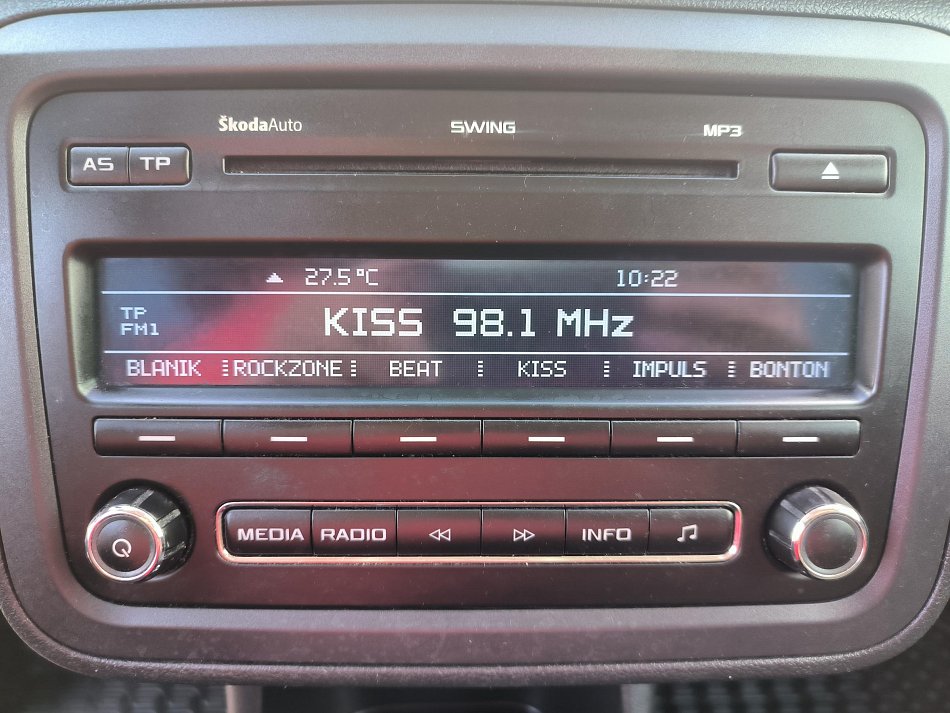 ŠkodaAuto SWING MP3
AS TP
27.5°C 10:22
TP
FM1
KISS 98.1 MHz
BLANIK ROCKZONE BEAT KISS IMPULS BONTON
MEDIA RADIO INFO